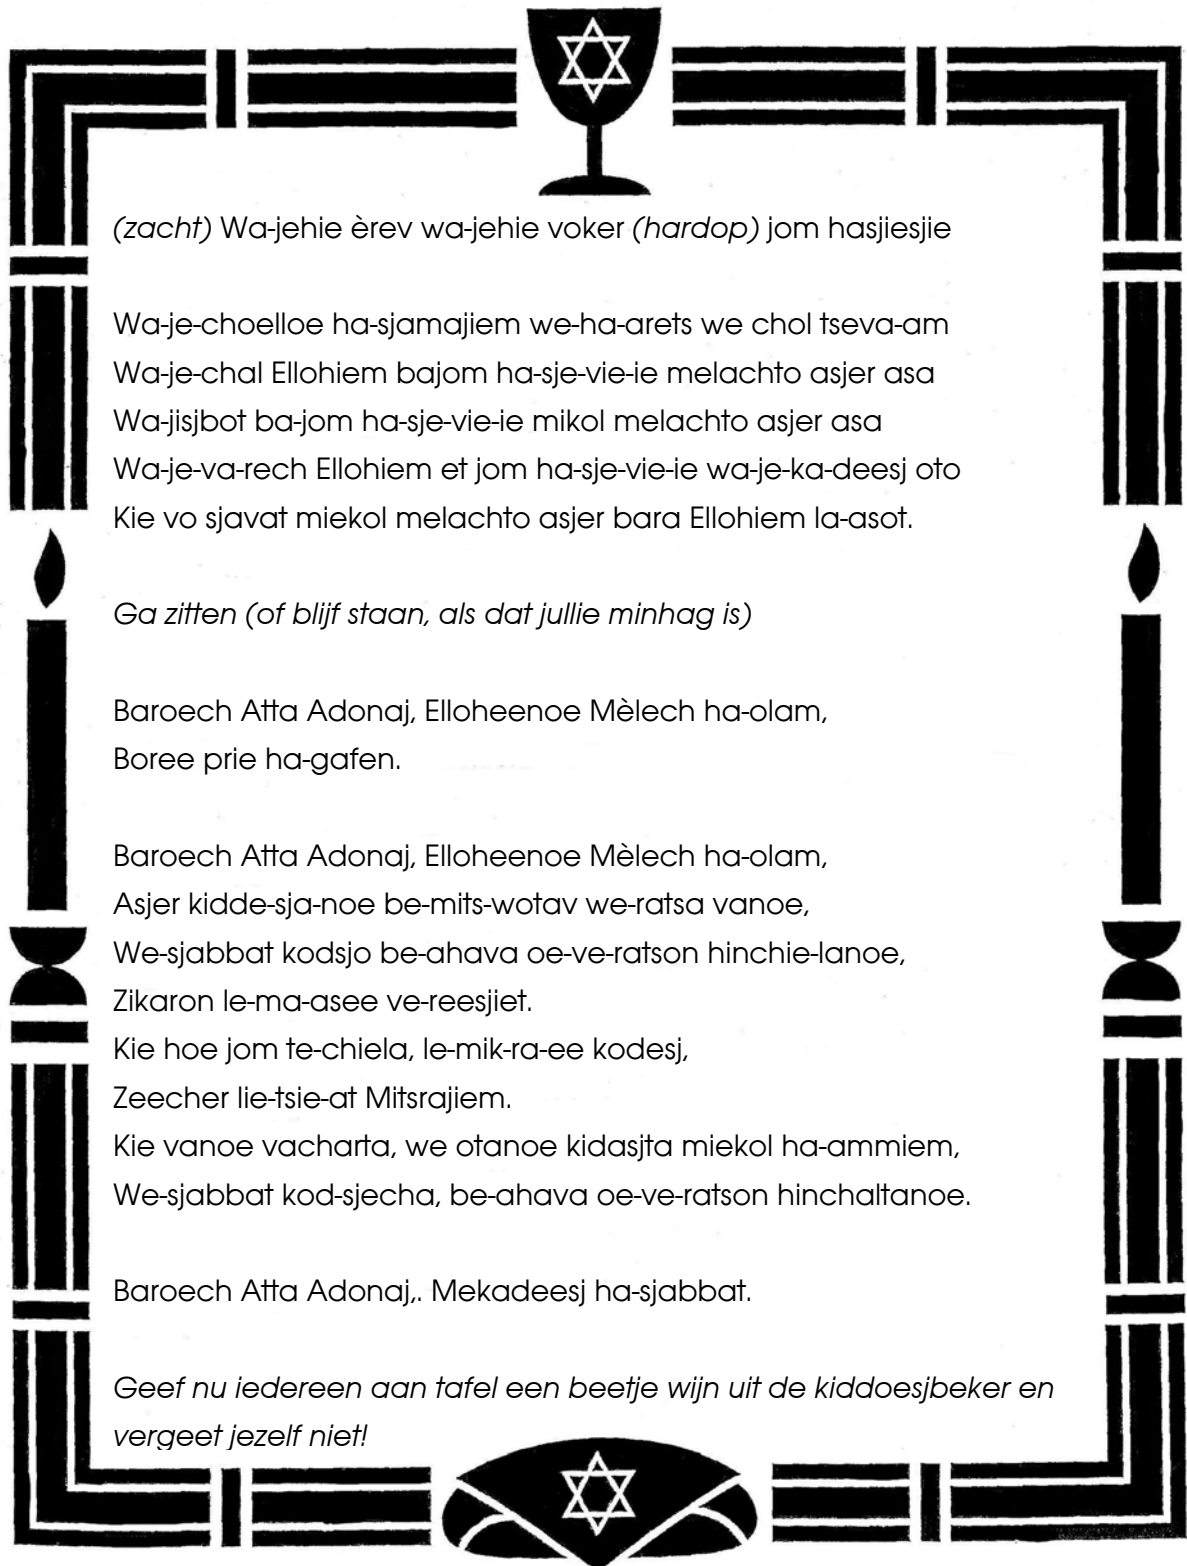 (zacht) Wa-jehie èrev wa-jehie voker (hardop) jom hasjiesjie
Wa-je-choelloe ha-sjamajiem we-ha-arets we chol tseva-am
Wa-je-chal Ellohiem bajom ha-sje-vie-ie melachto asjer asa
Wa-jisjbot ba-jom ha-sje-vie-ie mikol melachto asjer asa
Wa-je-va-rech Ellohiem et jom ha-sje-vie-ie wa-je-ka-deesj oto
Kie vo sjavat miekol melachto asjer bara Ellohiem la-asot.
Ga zitten (of blijf staan, als dat jullie minhag is)
Baroech Atta Adonaj, Elloheenoe Mèlech ha-olam,
Boree prie ha-gafen.
Baroech Atta Adonaj, Elloheenoe Mèlech ha-olam,
Asjer kidde-sja-noe be-mits-wotav we-ratsa vanoe,
We-sjabbat kodsjo be-ahava oe-ve-ratson hinchie-lanoe,
Zikaron le-ma-asee ve-reesjiet.
Kie hoe jom te-chiela, le-mik-ra-ee kodesj,
Zeecher lie-tsie-at Mitsrajiem.
Kie vanoe vacharta, we otanoe kidasjta miekol ha-ammiem,
We-sjabbat kod-sjecha, be-ahava oe-ve-ratson hinchaltanoe.
Baroech Atta Adonaj,. Mekadeesj ha-sjabbat.
Geef nu iedereen aan tafel een beetje wijn uit de kiddoesjbeker en
vergeet jezelf niet!